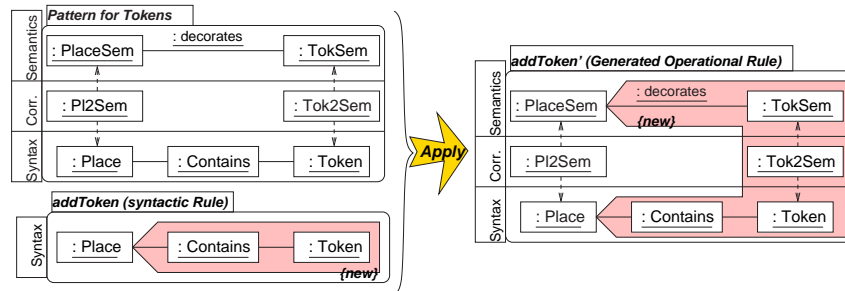 Pattern for Tokens
Semantics
: PlaceSem
: decorates
: TokSem
Corr.
: Pl2Sem
: Tok2Sem
Syntax
: Place
: Contains
: Token
addToken (syntactic Rule)
Syntax
: Place
: Contains
: Token
{new}
Apply
addToken’ (Generated Operational Rule)
Semantics
: PlaceSem
: decorates
: TokSem
{new}
Corr.
: Pl2Sem
: Tok2Sem
Syntax
: Place
: Contains
: Token